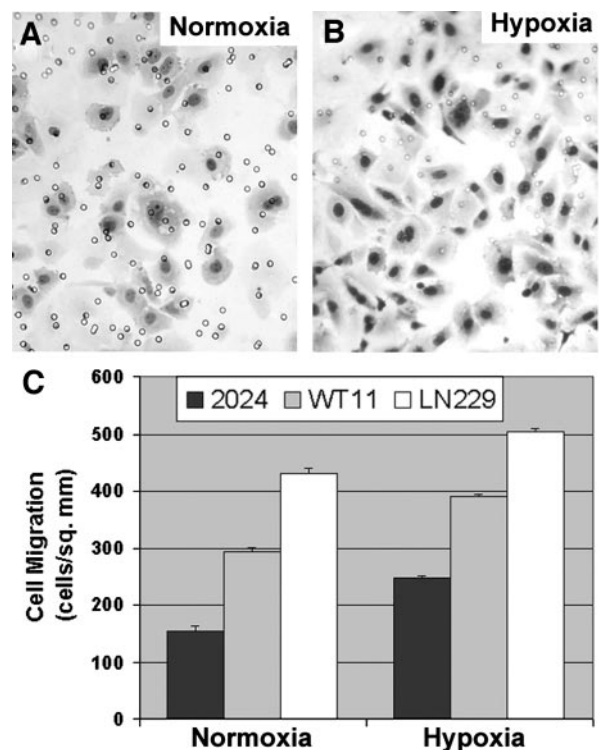 A
Normoxia
B
Hypoxia
C
600
500
400
300
200
100
0
Cell Migration
(cells/sq. mm)
2024 WT11 LN229
Normoxia Hypoxia